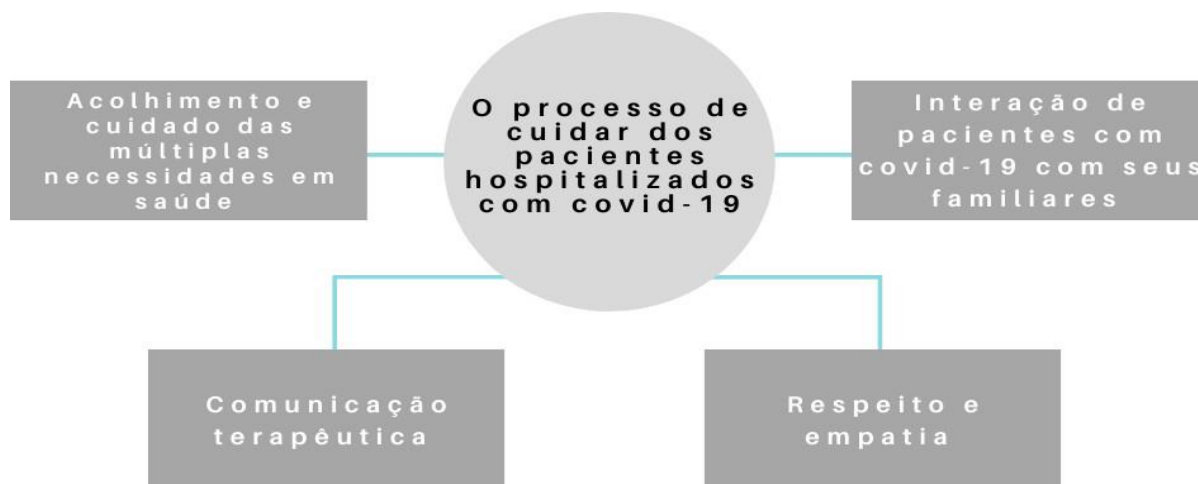 Acolhimento e
cuidado das
múltiplas
necessidades em
saúde
O processo de
cuidar dos
pacientes
hospitalizados
com covid-19
Interação de
pacientes com
covid-19 com seus
familiares
Comunicação
terapêutica
Respeito e
empatia